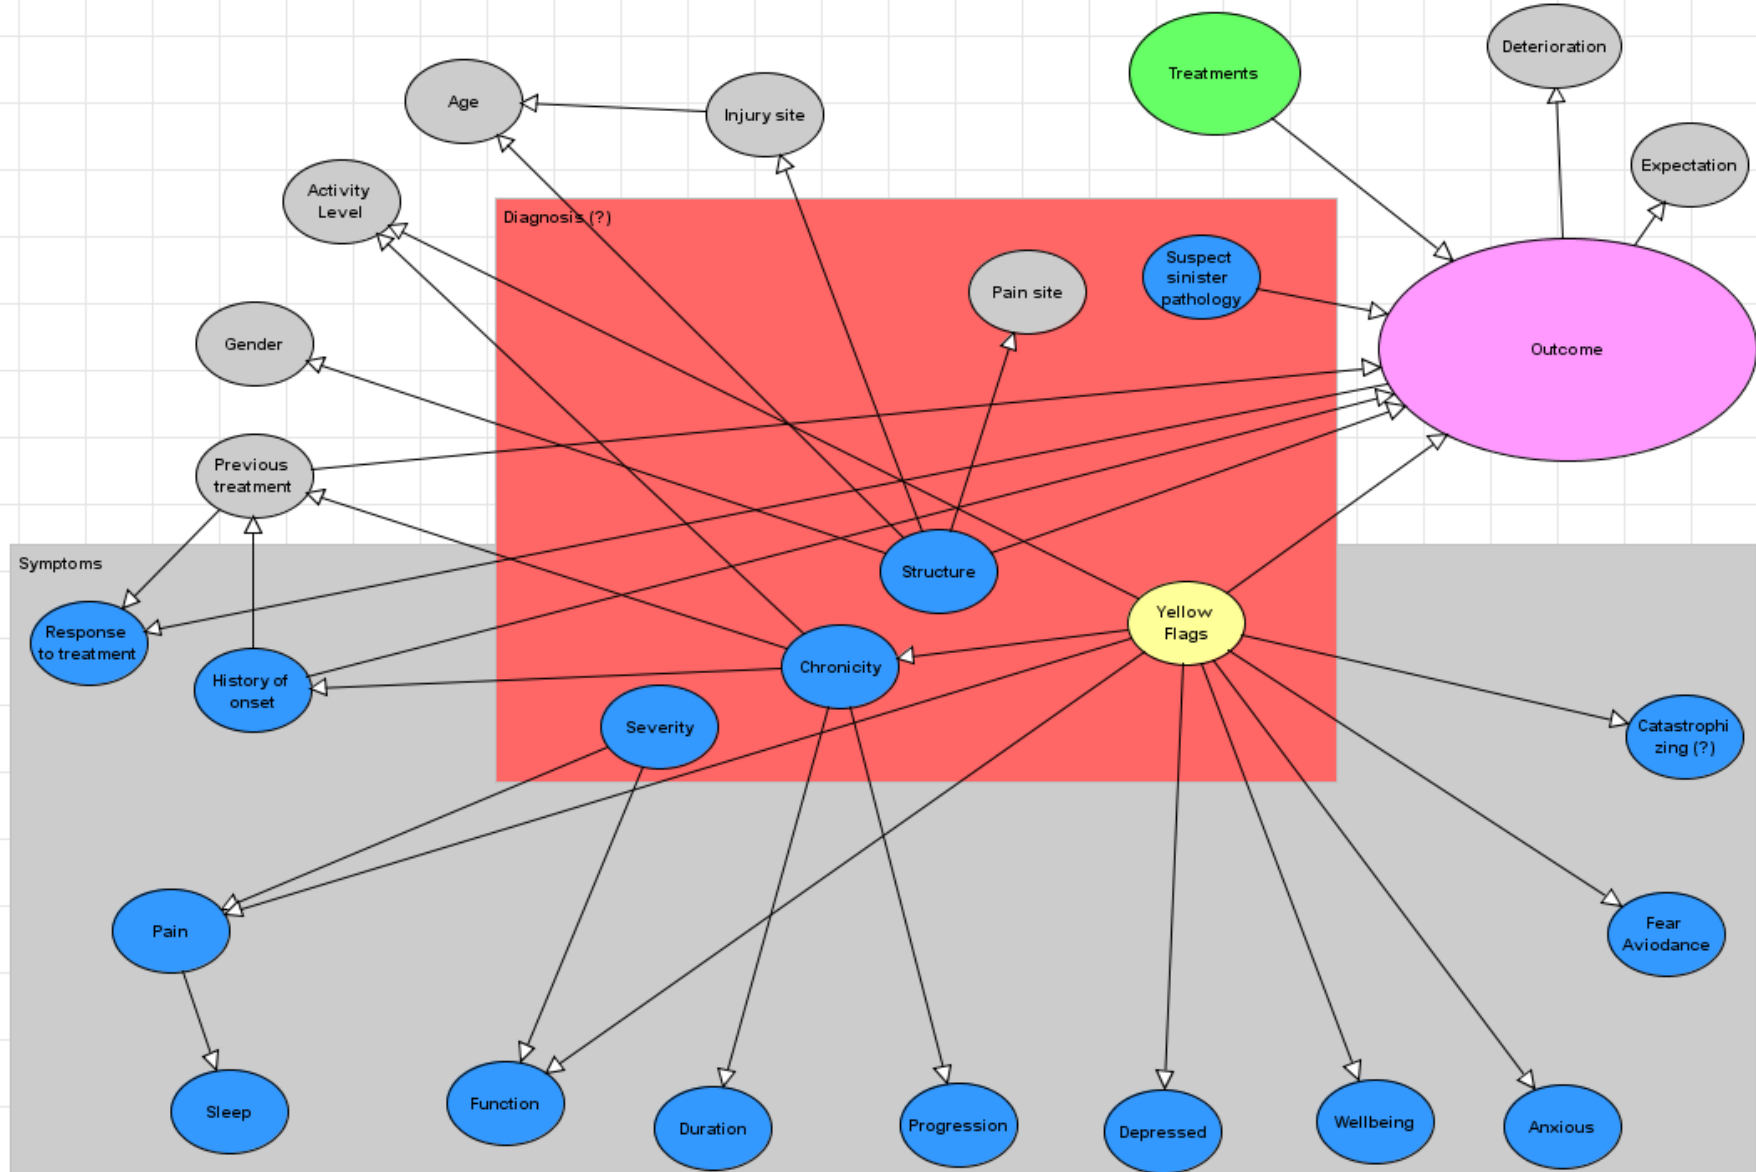 Deterioration
Treatments
Age
Injury site
Expectation
Activity
Level
Diagnosis (?)
Suspect
sinister
pathology
Pain site
Gender
Outcome
Previous
treatment
Symptoms
Structure
Yellow
Flags
Response
to treatment
Chronicity
History of
onset
Severity
Catastrophi
zing (?)
Pain
Fear
Aviodance
Sleep
Function
Duration
Progression
Depressed
Wellbeing
Anxious